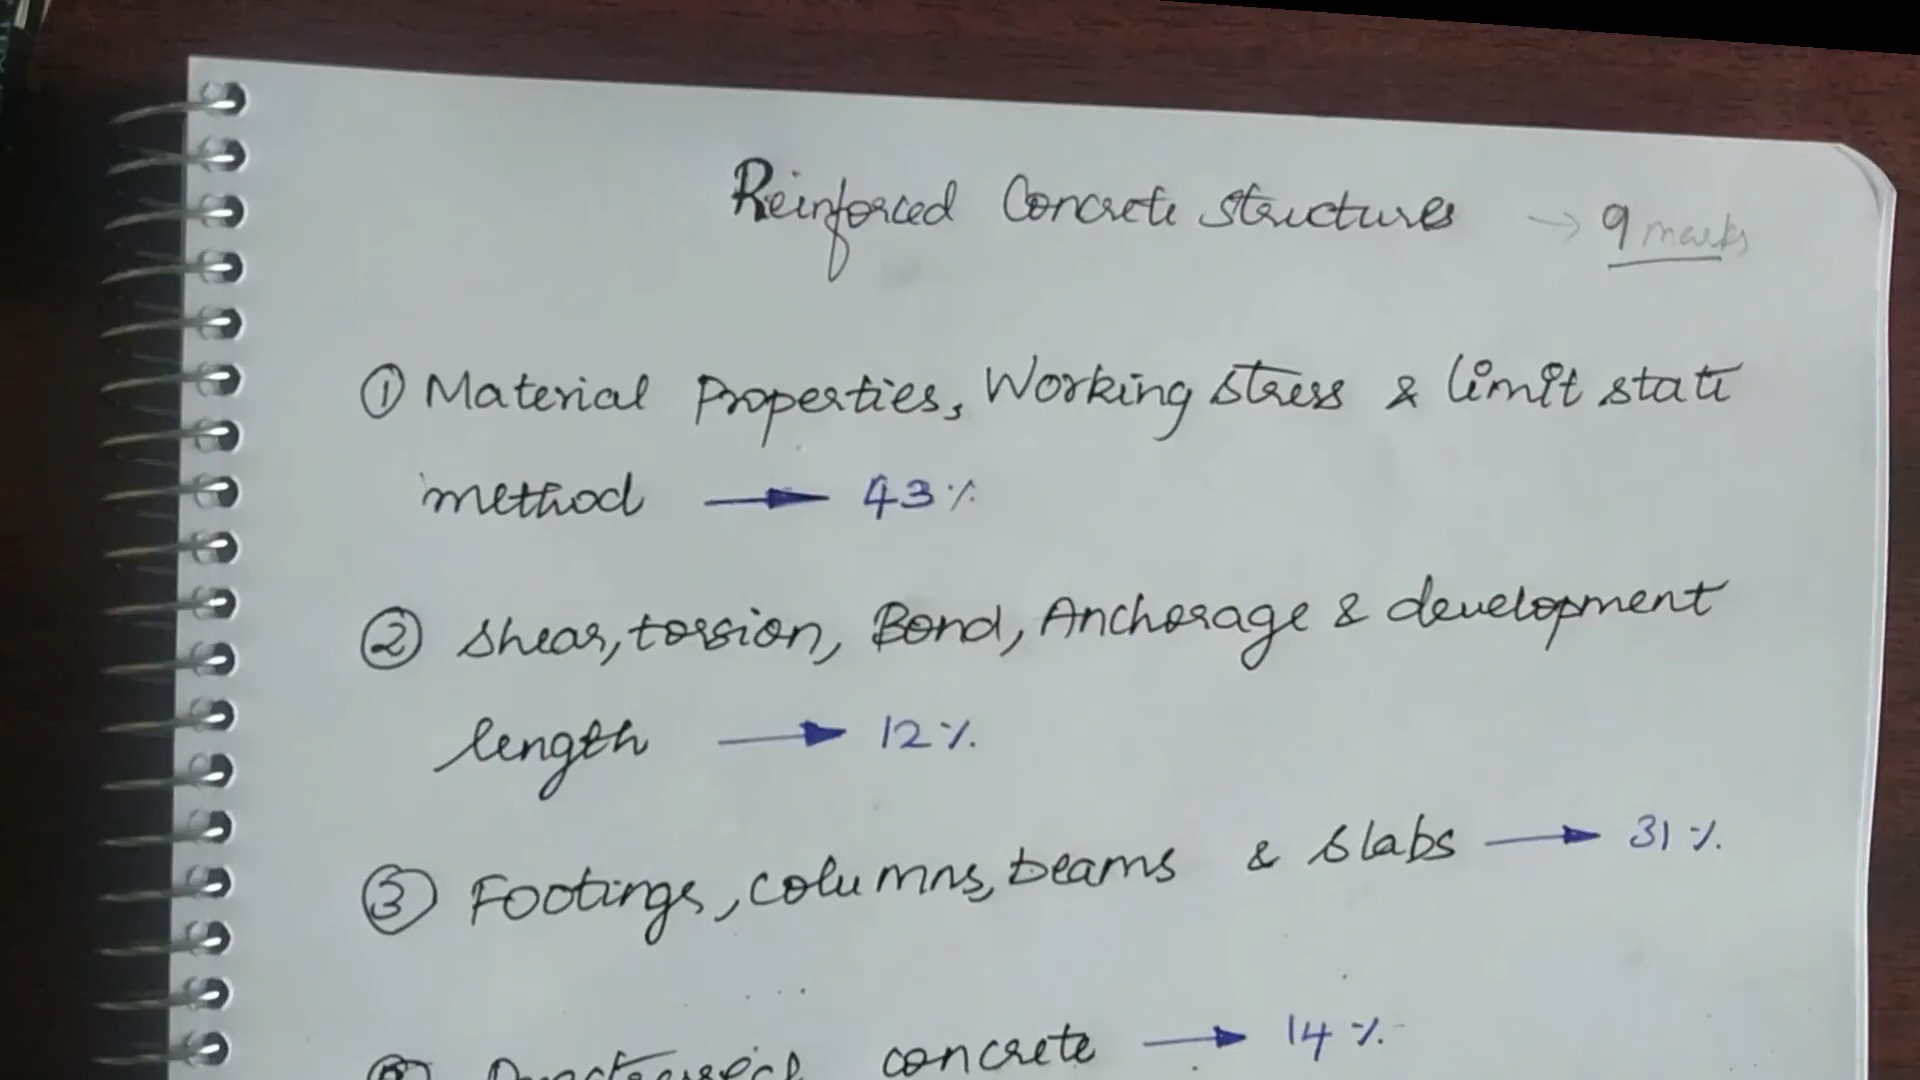 Reinforced Concrete structures → 9 marks
① Material Properties, Working stress & limit state
method → 43%
② shear, torsion, Bond, Anchorage & development
length → 12%
③ Footings, columns, beams & slabs → 31%
concrete → 14%